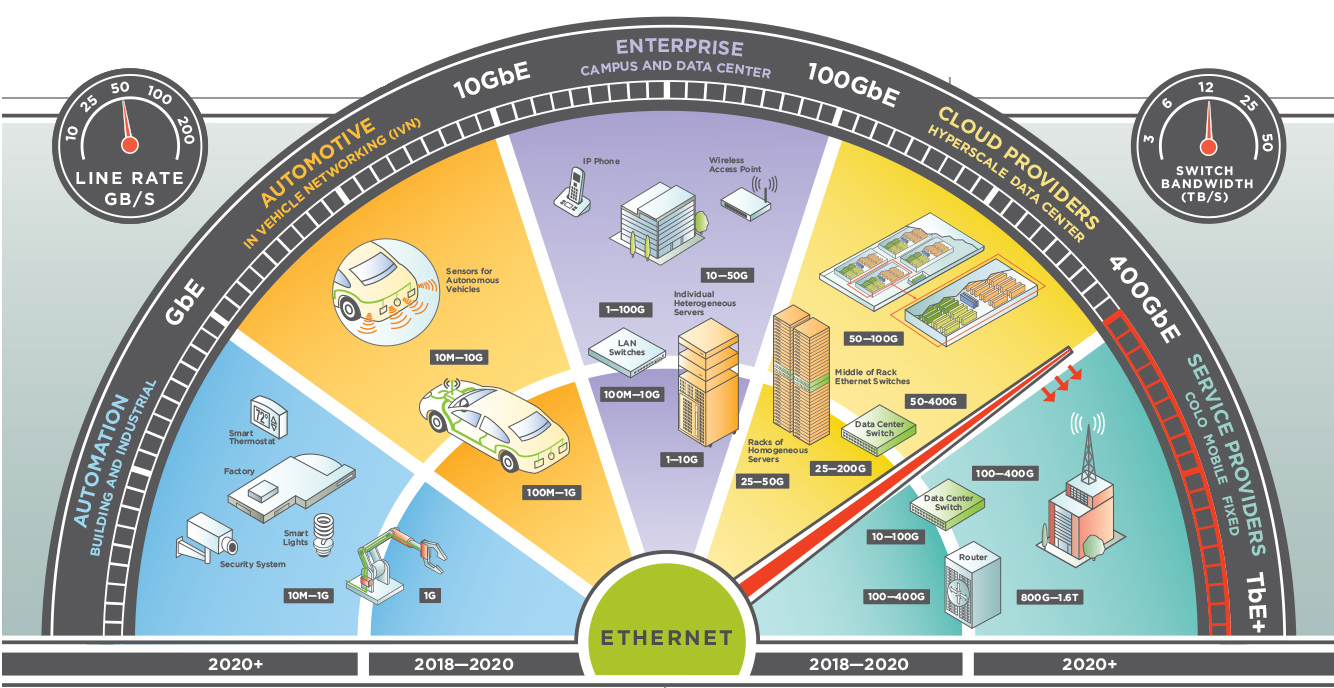 10 25 50 100 200
LINE RATE
GB/S
3 6 12 25 50
SWITCH
BANDWIDTH
(TB/S)
AUTOMATION
BUILDING AND INDUSTRIAL
GbE
AUTOMOTIVE
IN VEHICLE NETWORKING (IVN)
10GbE
ENTERPRISE
CAMPUS AND DATA CENTER
100GbE
CLOUD PROVIDERS
HYPERSCALE DATA CENTER
400GbE
SERVICE PROVIDERS
COLO MOBILE FIXED
TbE+
72°
Smart
Thermostat
Factory
Smart
Lights
Security System
10M—1G
1G
Sensors for
Autonomous
Vehicles
10M—10G
100M—1G
IP Phone
Wireless
Access Point
10—50G
1—100G
Individual
Heterogeneous
Servers
LAN
Switches
100M—10G
1—10G
50—100G
Middle of Rack
Ethernet Switches
50-400G
Data Center
Switch
Racks of
Homogeneous
Servers
25—200G
25—50G
100—400G
Data Center
Switch
10—100G
Router
100—400G
800G—1.6T
ETHERNET
2020+
2018—2020
2018—2020
2020+